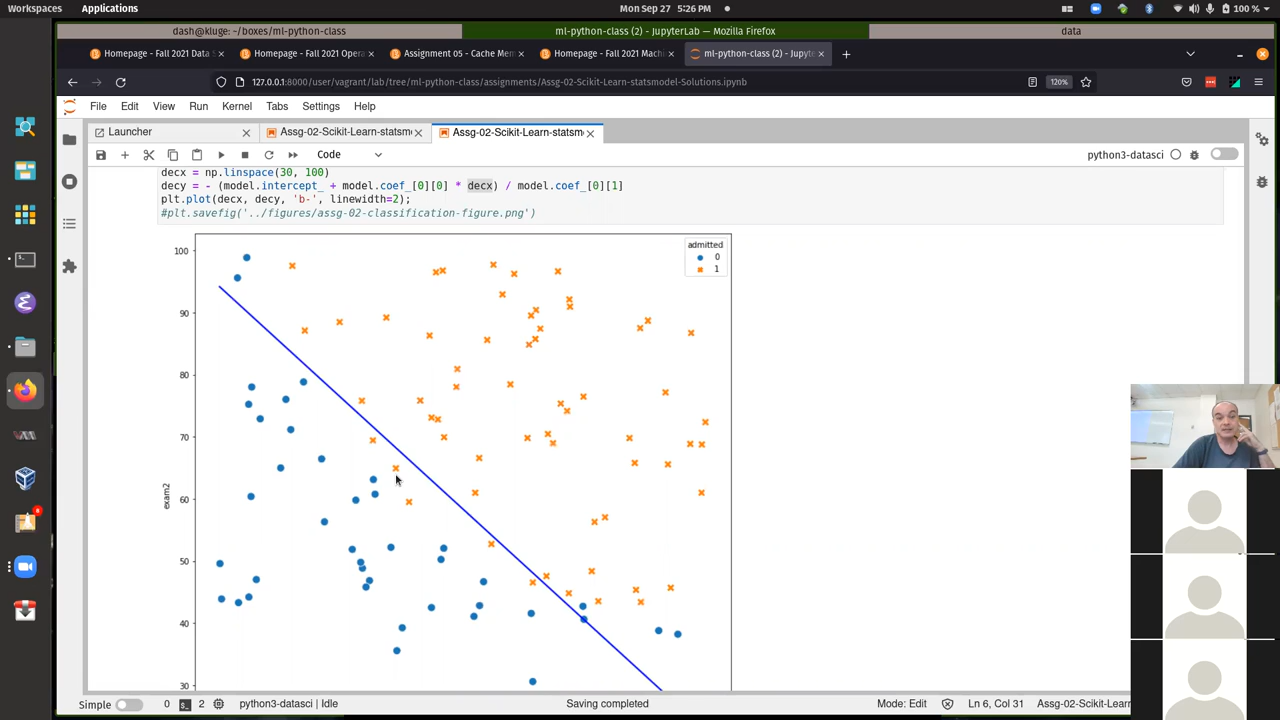 Workspaces
Applications
Mon Sep 27 5:26 PM
100 %
dash@kluge:~/boxes/ml-python-class
ml-python-class (2) - JupyterLab — Mozilla Firefox
data
Homepage - Fall 2021 Data S
Homepage - Fall 2021 Opera
Assignment 05 - Cache Mem
Homepage - Fall 2021 Machi
ml-python-class (2) - Jupyte
127.0.0.1:8000/user/vagrant/lab/tree/ml-python-class/assignments/Assg-02-Scikit-Learn-statsmodel-Solutions.ipynb
120%
File Edit View Run Kernel Tabs Settings Help
Launcher
Assg-02-Scikit-Learn-statsm
Assg-02-Scikit-Learn-statsm
Code
python3-datasci
decx = np.linspace(30, 100)
decy = - (model.intercept_ + model.coef_[0][0] * decx) / model.coef_[0][1]
plt.plot(decx, decy, 'b-', linewidth=2);
#plt.savefig('../figures/assg-02-classification-figure.png')
admitted
0
1
100
90
80
70
60
50
40
30
exam2
Simple
0
2
python3-datasci | Idle
Saving completed
Mode: Edit
Ln 6, Col 31
Assg-02-Scikit-Learn